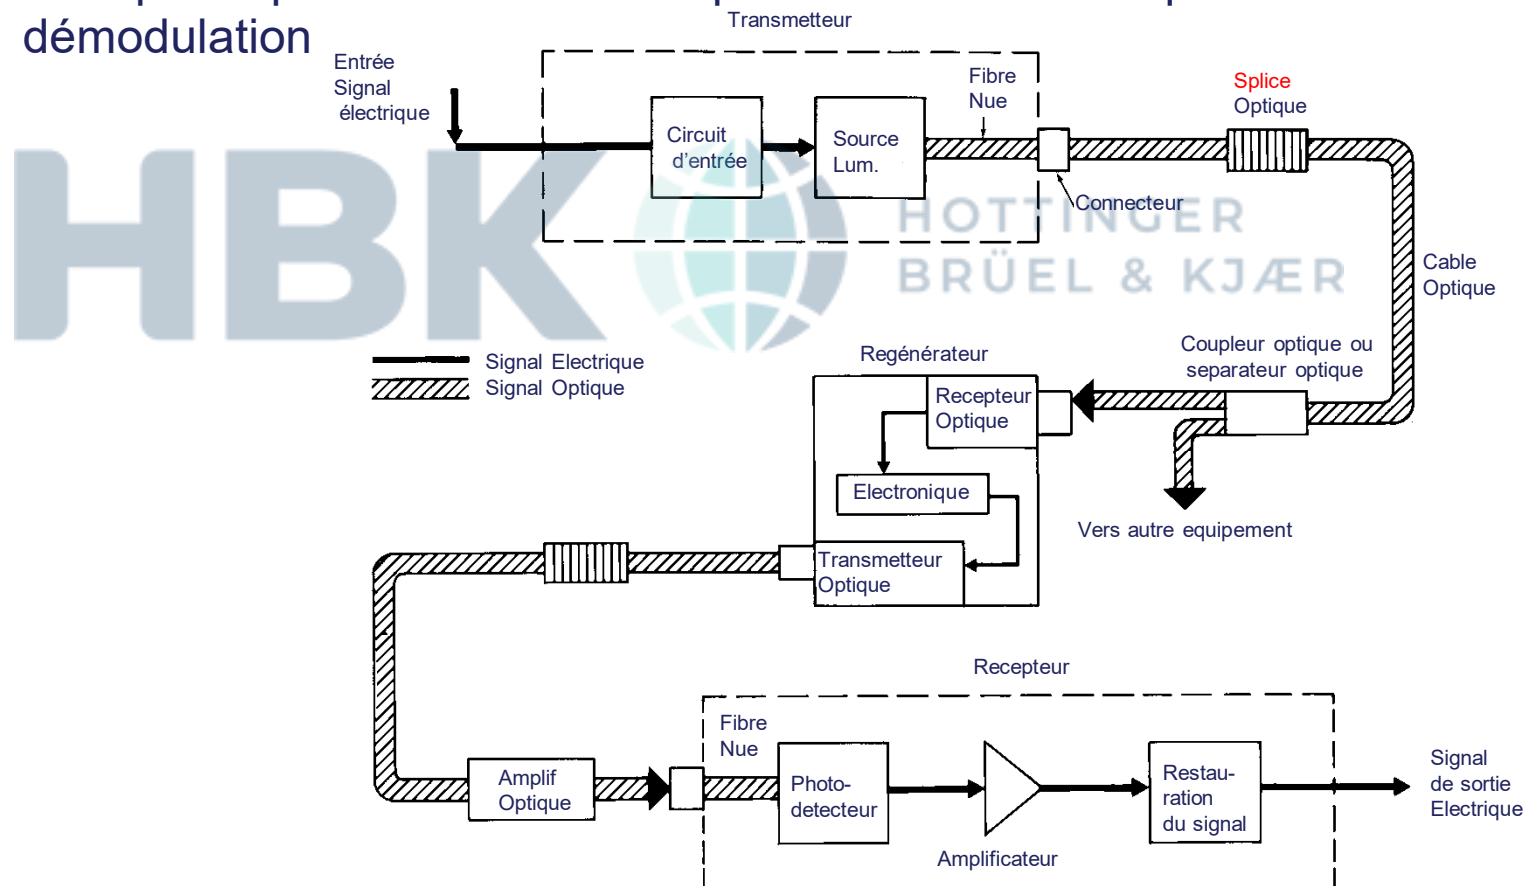 démodulation
Transmetteur
Entrée
Signal
électrique
Circuit
d'entrée
Source
Lum.
Fibre
Nue
Connecteur
Splice
Optique
Cable
Optique
HBK
HOTTINGER
BRÜEL & KJÆR
Signal Electrique
Signal Optique
Regénérateur
Recepteur
Optique
Coupleur optique ou
separateur optique
Electronique
Vers autre equipement
Transmetteur
Optique
Recepteur
Fibre
Nue
Amplif
Optique
Photo-
detecteur
Amplificateur
Restau-
ration
du signal
Signal
de sortie
Electrique